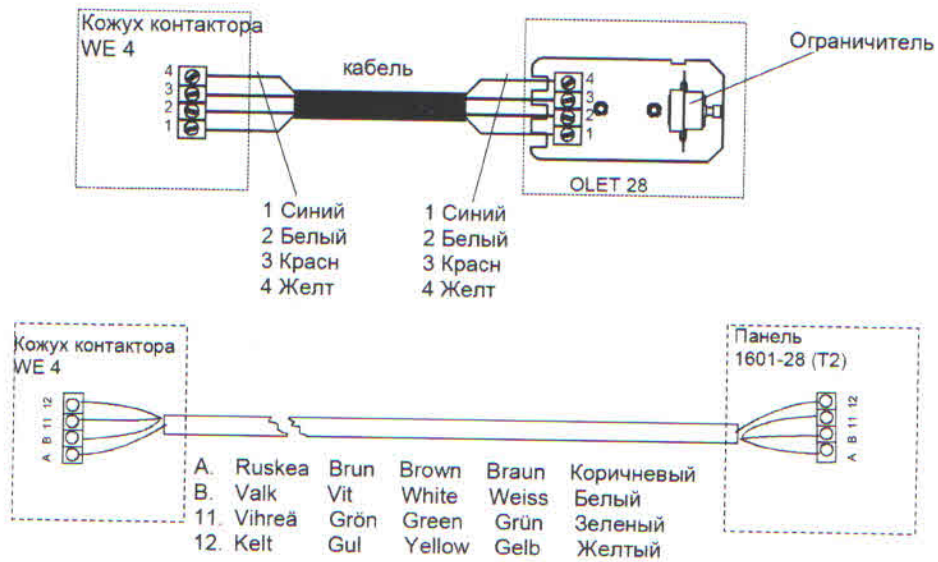 Кожух контактора
WE 4
4
3
2
1
кабель
4
3
2
1
Ограничитель
OLET 28
1 Синий
2 Белый
3 Красн
4 Желт
1 Синий
2 Белый
3 Красн
4 Желт
Кожух контактора
WE 4
12
11
B
A
Панель
1601-28 (T2)
12
11
B
A
A. Ruskea Brun Brown Braun Коричневый
B. Valk Vit White Weiss Белый
11. Vihreä Grön Green Grün Зеленый
12. Kelt Gul Yellow Gelb Желтый